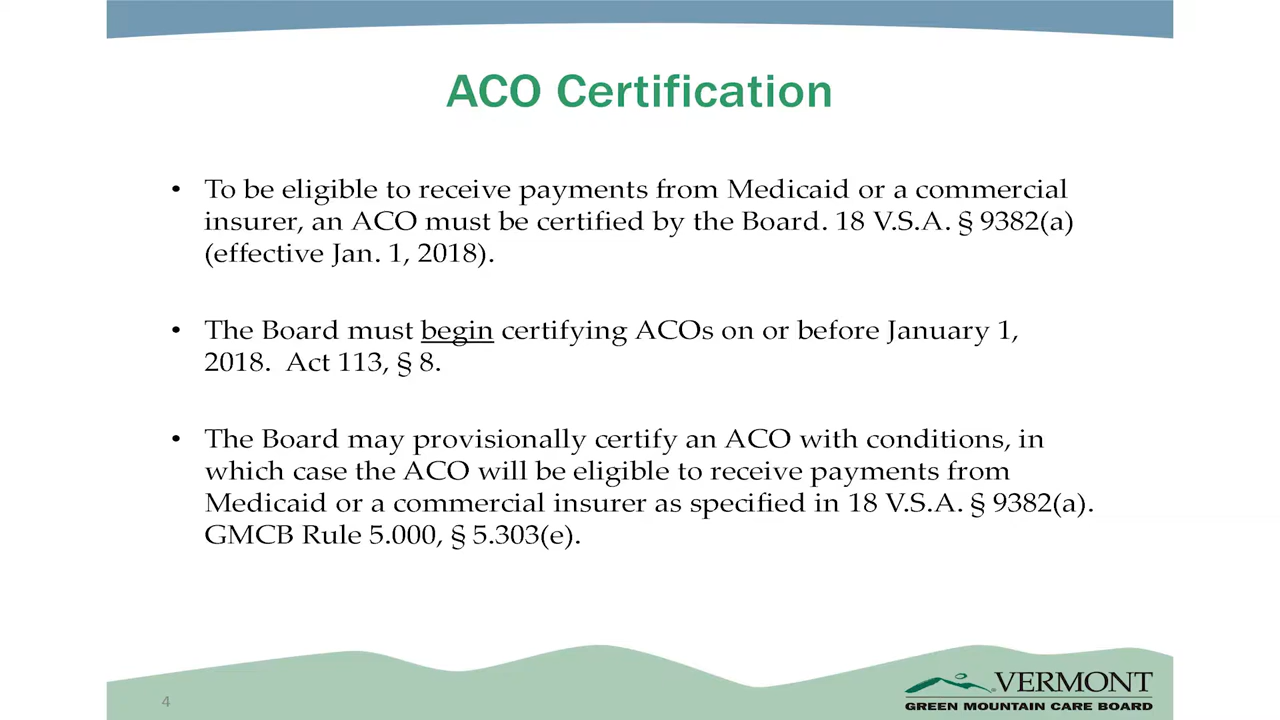 ACO Certification
• To be eligible to receive payments from Medicaid or a commercial
insurer, an ACO must be certified by the Board. 18 V.S.A. § 9382(a)
(effective Jan. 1, 2018).
• The Board must begin certifying ACOs on or before January 1,
2018.  Act 113, § 8.
• The Board may provisionally certify an ACO with conditions, in
which case the ACO will be eligible to receive payments from
Medicaid or a commercial insurer as specified in 18 V.S.A. § 9382(a).
GMCB Rule 5.000, § 5.303(e).
4
VERMONT
GREEN MOUNTAIN CARE BOARD